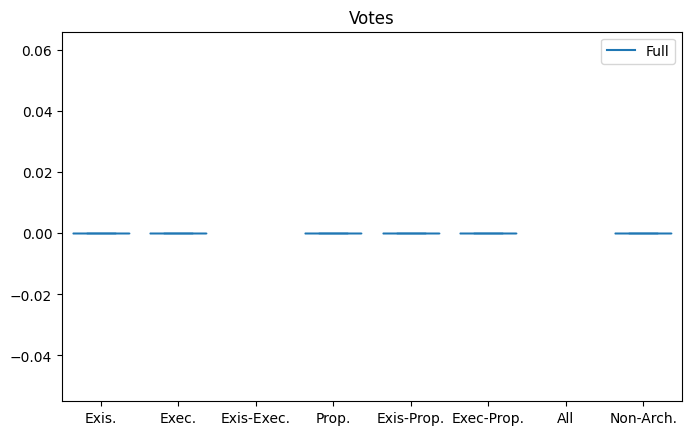 Votes
Full
0.06
0.04
0.02
0.00
−0.02
−0.04
Exis. Exec. Exis-Exec. Prop. Exis-Prop. Exec-Prop. All Non-Arch.